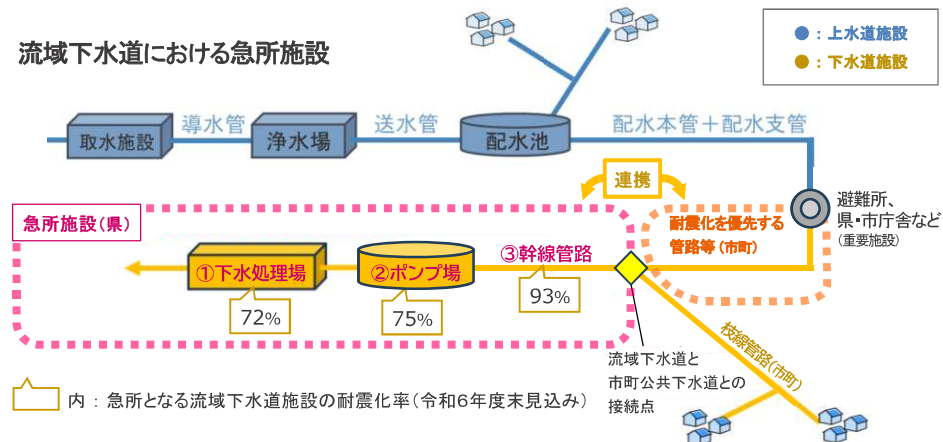 流域下水道における急所施設
●：上水道施設
●：下水道施設
取水施設
導水管
浄水場
送水管
配水池
配水本管＋配水支管
連携
避難所、
県・市庁舎など
（重要施設）
急所施設（県）
耐震化を優先する
管路等（市町）
①下水処理場
②ポンプ場
③幹線管路
72%
75%
93%
枝線管路（市町）
流域下水道と
市町公共下水道との
接続点
内：急所となる流域下水道施設の耐震化率（令和６年度末見込み）